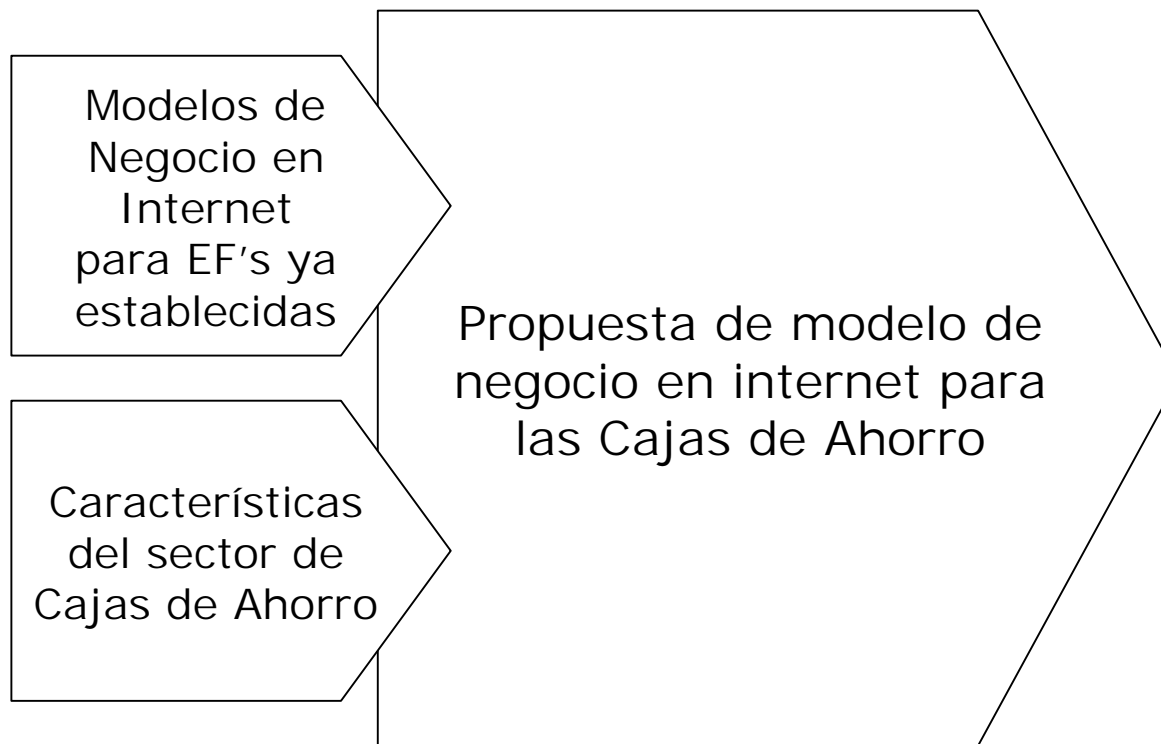 Modelos de
Negocio en
Internet
para EF's ya
establecidas
Propuesta de modelo de
negocio en internet para
las Cajas de Ahorro
Características
del sector de
Cajas de Ahorro